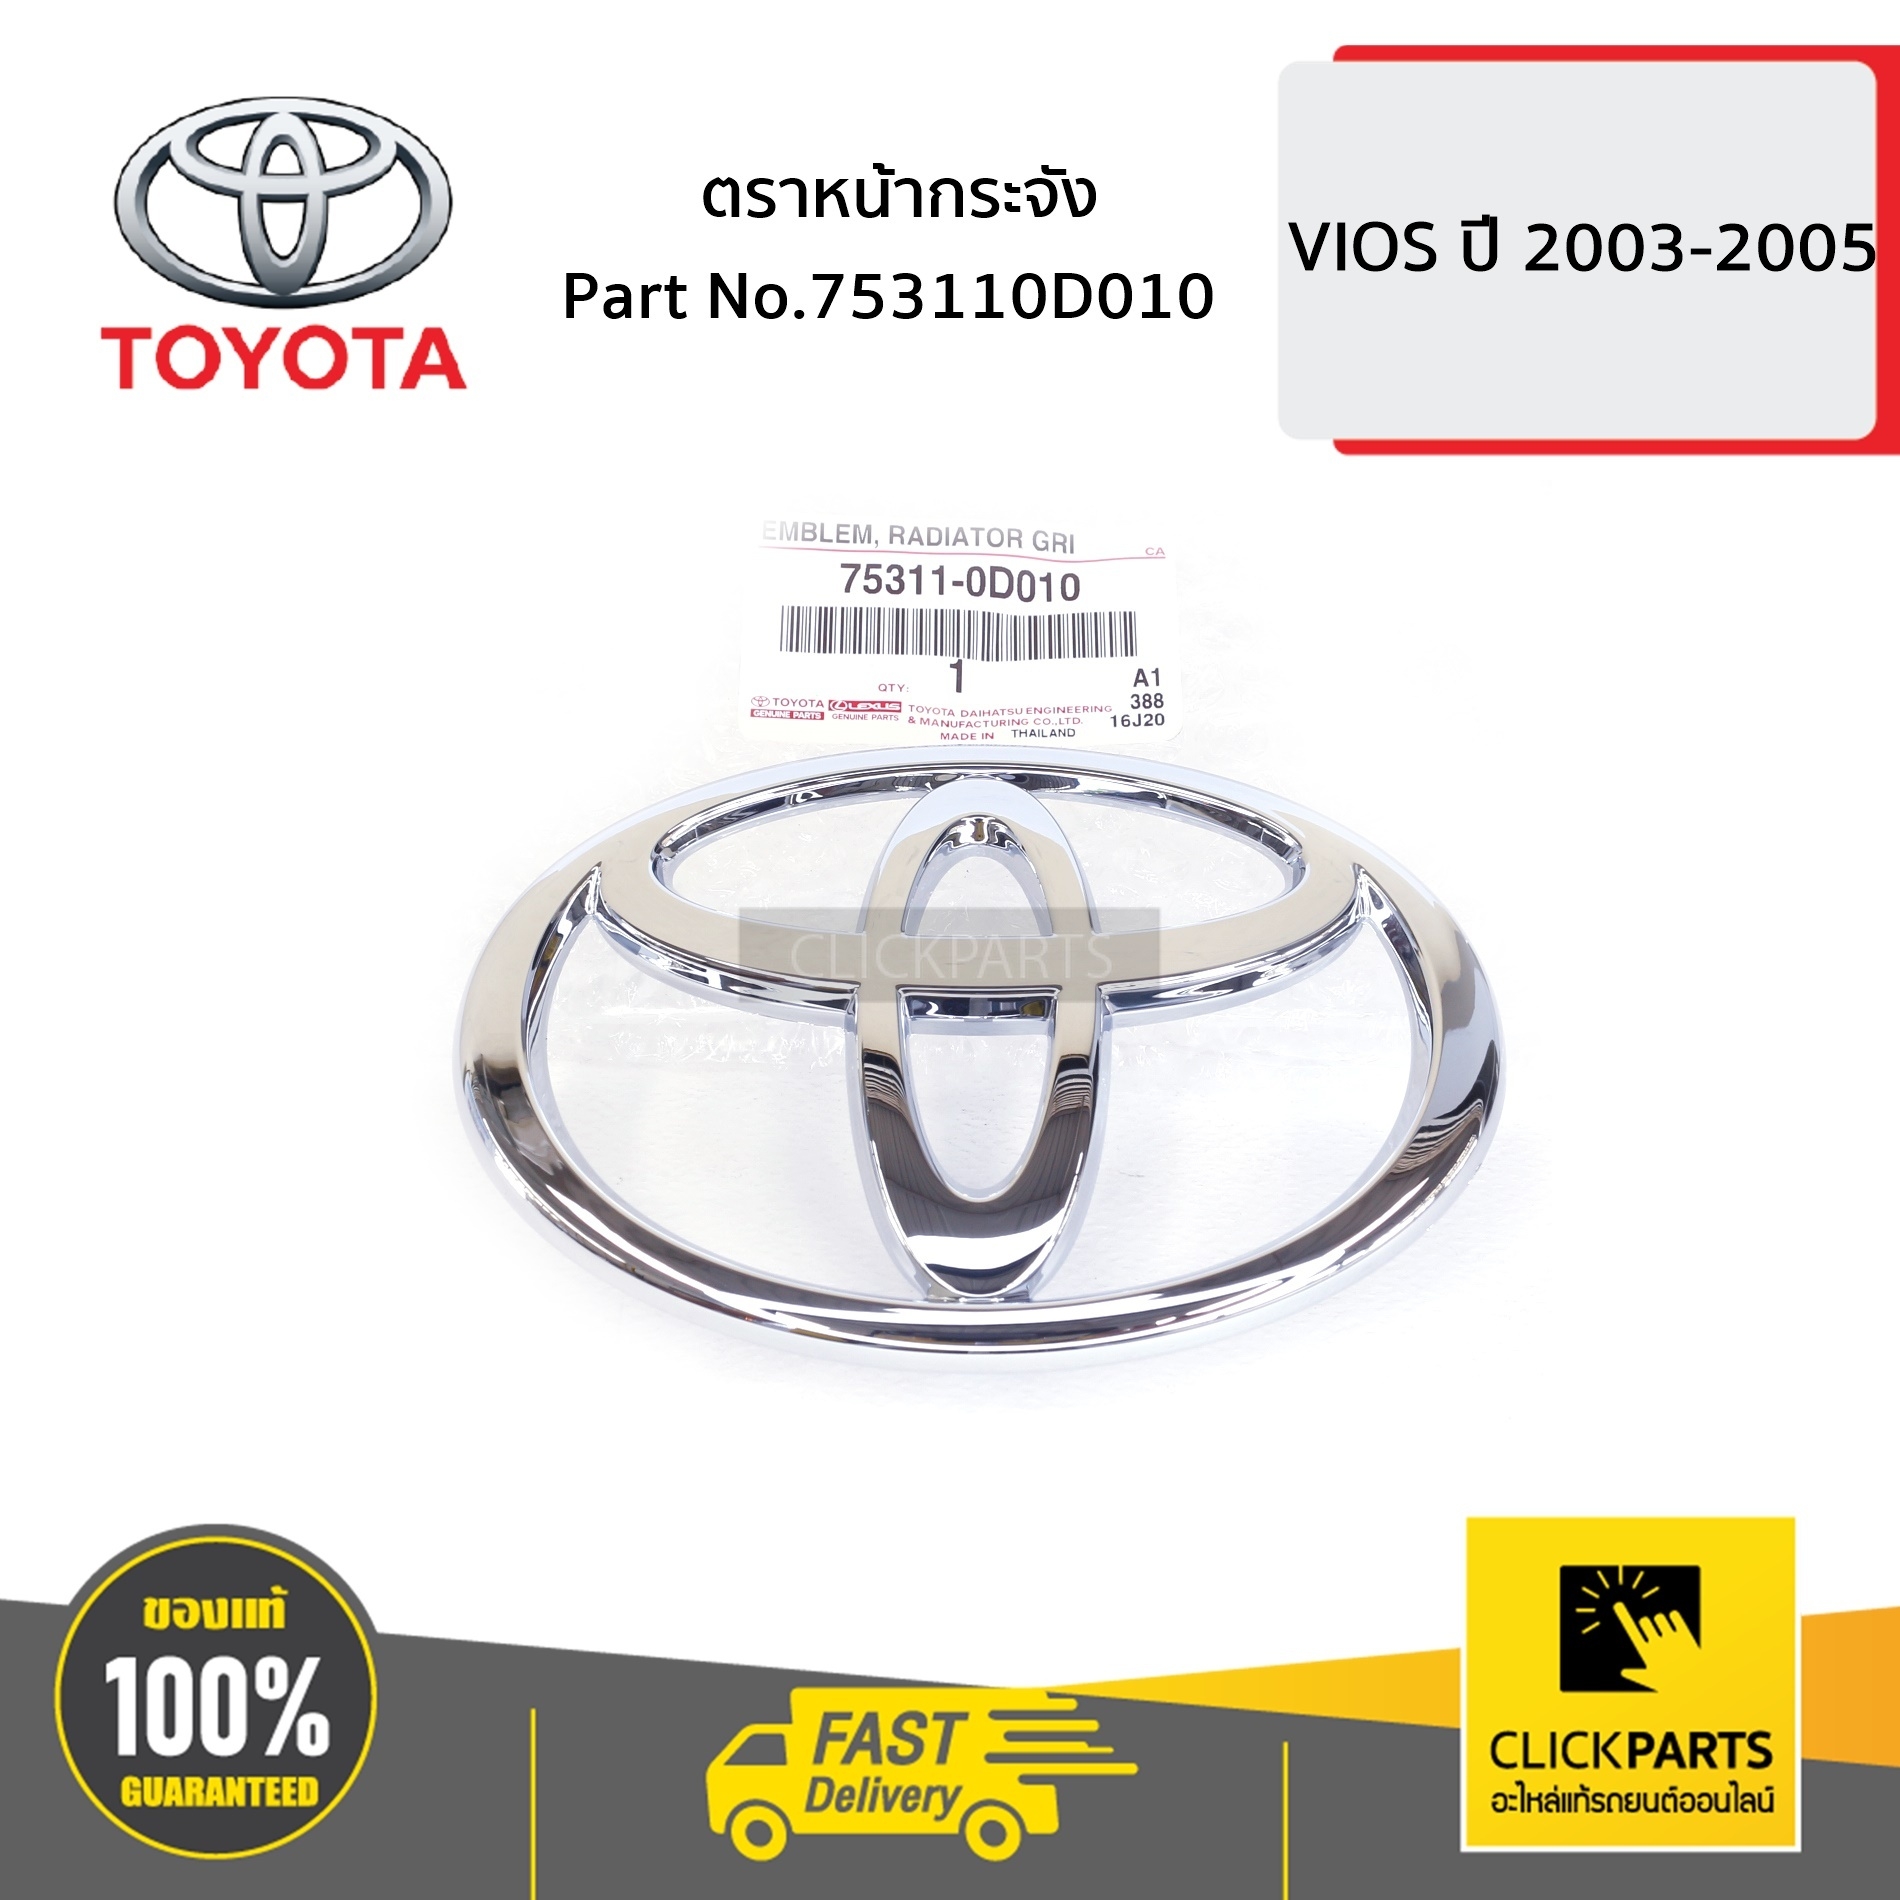 TOYOTA
ตราหน้ากระจัง
Part No.753110D010
VIOS ปี 2003-2005
EMBLEM, RADIATOR GRI
CA
75311-0D010
QTY: 1
A1
388
16J20
TOYOTA
GENUINE PARTS
LEXUS
GENUINE PARTS
TOYOTA DAIHATSU ENGINEERING
& MANUFACTURING CO.,LTD.
MADE IN THAILAND
CLICKPARTS
ของแท้
100%
GUARANTEED
FAST
Delivery
CLICKPARTS
อะไหล่แท้รถยนต์ออนไลน์